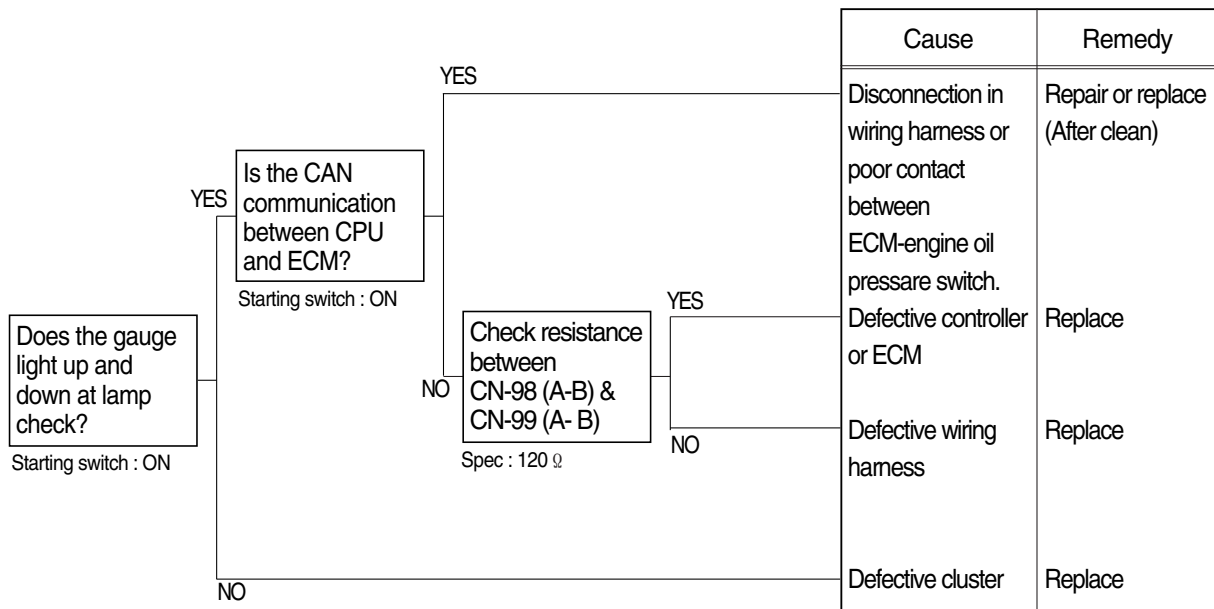 Cause
Remedy
YES
Disconnection in
wiring harness or
poor contact
between
ECM-engine oil
pressare switch.
Repair or replace
(After clean)
YES
Is the CAN
communication
between CPU
and ECM?
Starting switch : ON
YES
Does the gauge
light up and
down at lamp
check?
Starting switch : ON
NO
Check resistance
between
CN-98 (A-B) &
CN-99 (A- B)
Spec : 120 Ω
Defective controller
or ECM
Replace
NO
Defective wiring
harness
Replace
NO
Defective cluster
Replace